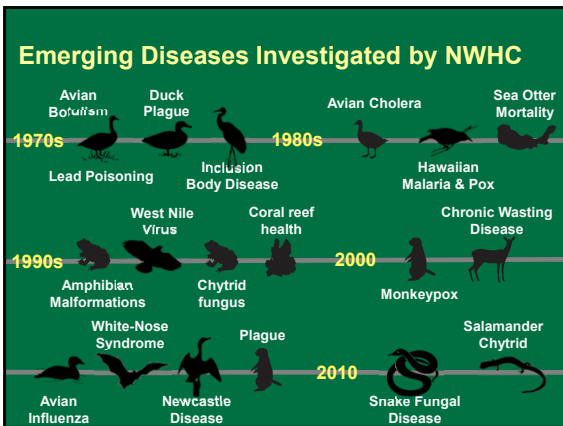 Emerging Diseases Investigated by NWHC
Avian
Botulism
Duck
Plague
Avian Cholera
Sea Otter
Mortality
1970s
1980s
Lead Poisoning
Inclusion
Body Disease
Hawaiian
Malaria & Pox
West Nile
Virus
Coral reef
health
Chronic Wasting
Disease
1990s
2000
Amphibian
Malformations
Chytrid
fungus
Monkeypox
White-Nose
Syndrome
Plague
Salamander
Chytrid
2010
Avian
Influenza
Newcastle
Disease
Snake Fungal
Disease